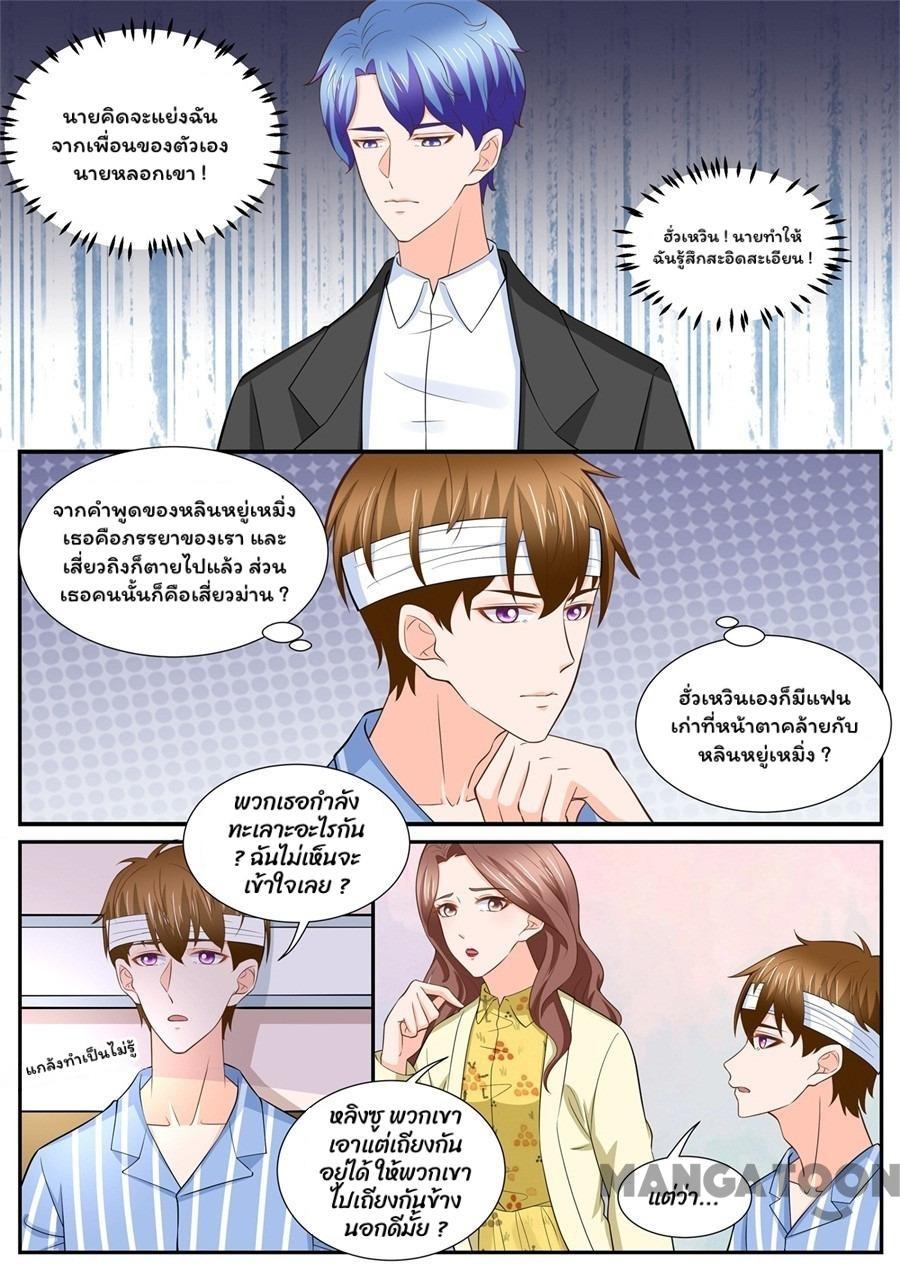 นายคิดจะแย่งฉัน
จากเพื่อนของตัวเอง
นายหลอกเขา !
ฮั่วเหวิน ! นายทำให้
ฉันรู้สึกสะอิดสะเอียน !
จากคำพูดของหลินหยู่เหมิ่ง
เธอคือภรรยาของเรา และ
เสี่ยวถิงก็ตายไปแล้ว ส่วน
เธอคนนั้นก็คือเสี่ยวม่าน ?
ฮั่วเหวินเองก็มีแฟน
เก่าที่หน้าตาคล้ายกับ
หลินหยู่เหมิ่ง ?
พวกเธอกำลัง
ทะเลาะอะไรกัน
? ฉันไม่เห็นจะ
เข้าใจเลย ?
แกล้งทำเป็นไม่รู้
หลิงซู พวกเขา
เอาแต่เถียงกัน
อยู่ได้ ให้พวกเขา
ไปเถียงกันข้าง
นอกดีมั้ย ?
แต่ว่า...
MANGATOON